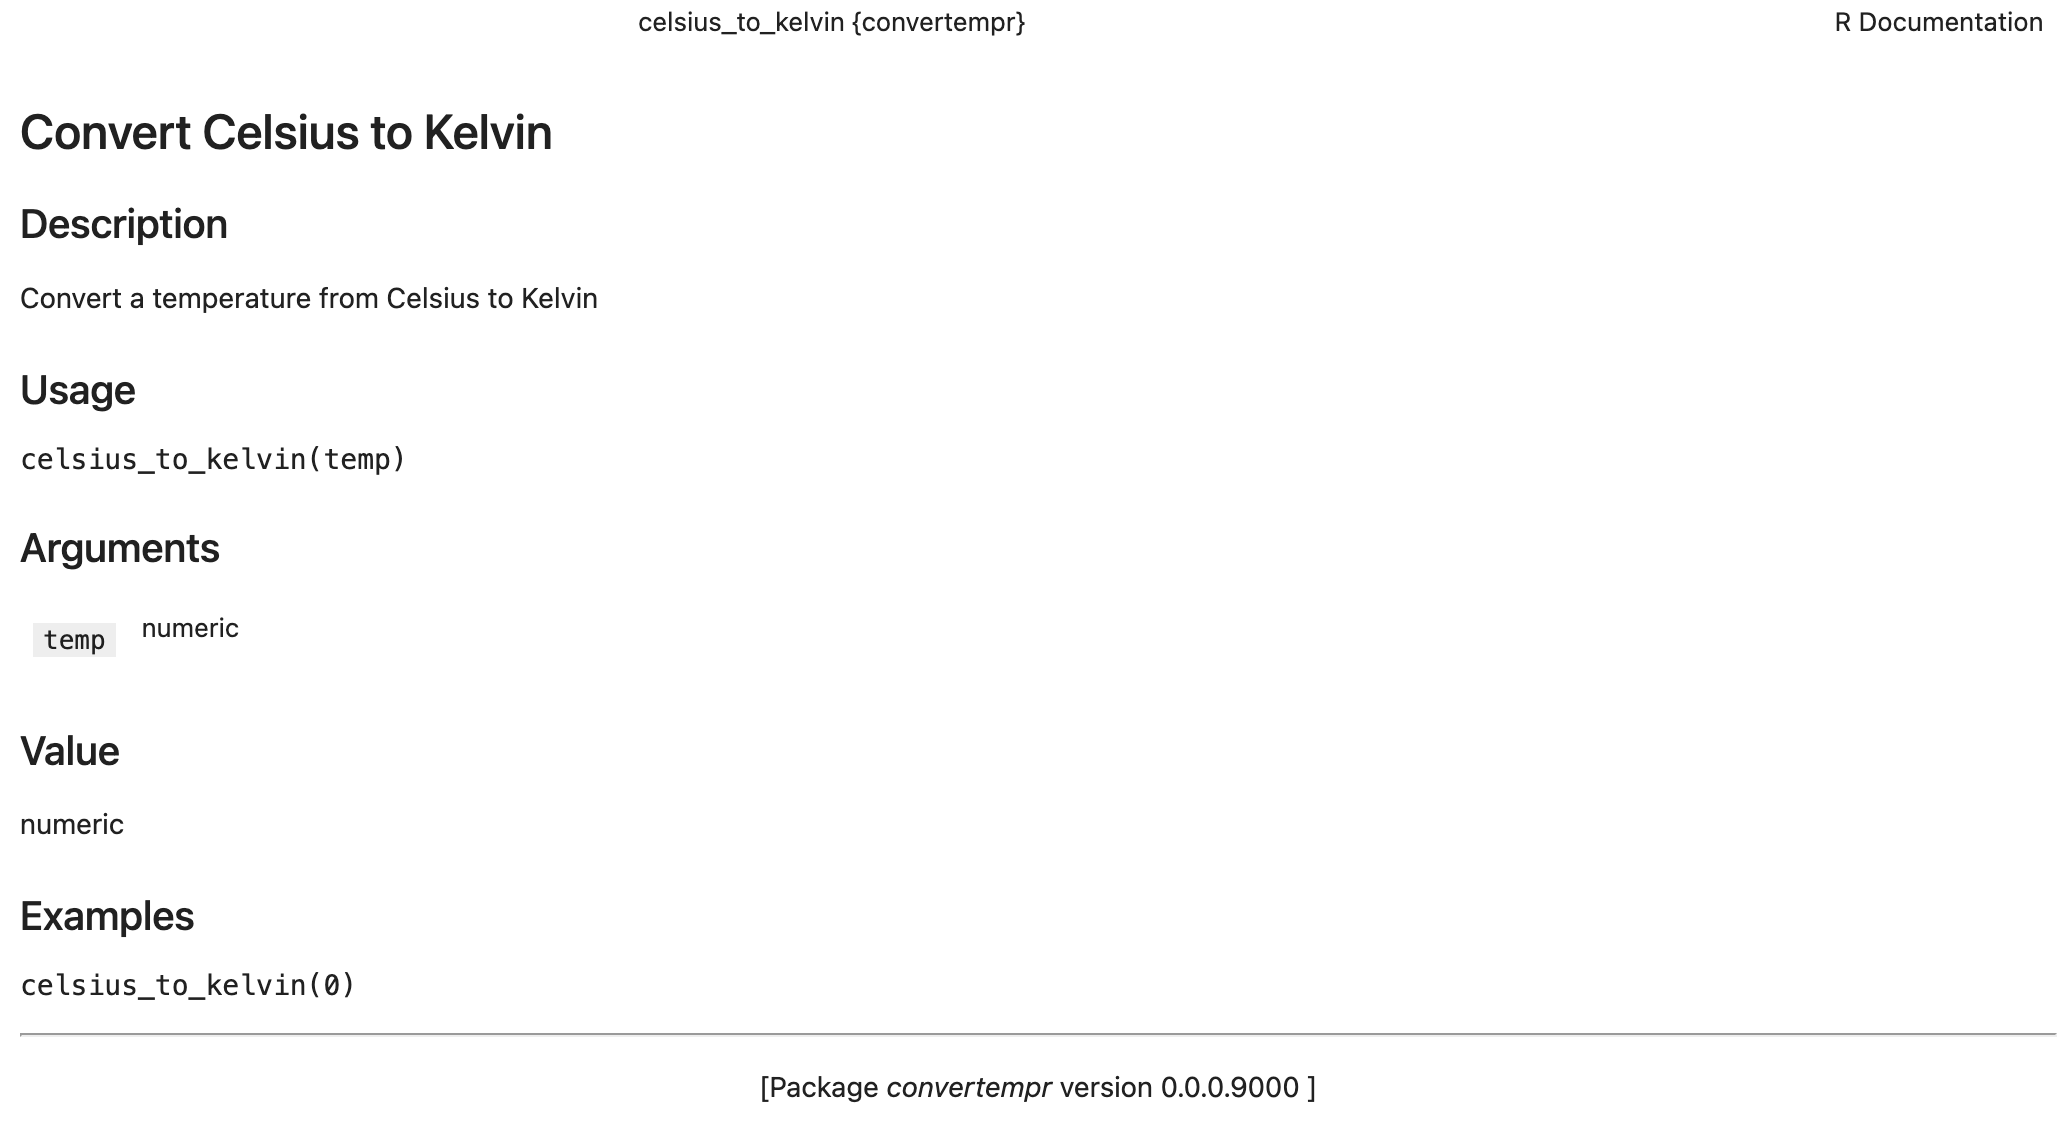 celsius_to_kelvin {convertempr} R Documentation
Convert Celsius to Kelvin
Description
Convert a temperature from Celsius to Kelvin
Usage
celsius_to_kelvin(temp)
Arguments
temp numeric
Value
numeric
Examples
celsius_to_kelvin(0)
[Package convertempr version 0.0.0.9000 ]